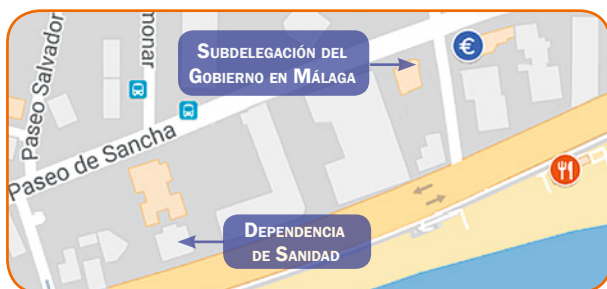 Paseo Salvador
monar
SUBDELEGACIÓN DEL
GOBIERNO EN MÁLAGA
€
Paseo de Sancha
DEPENDENCIA
DE SANIDAD